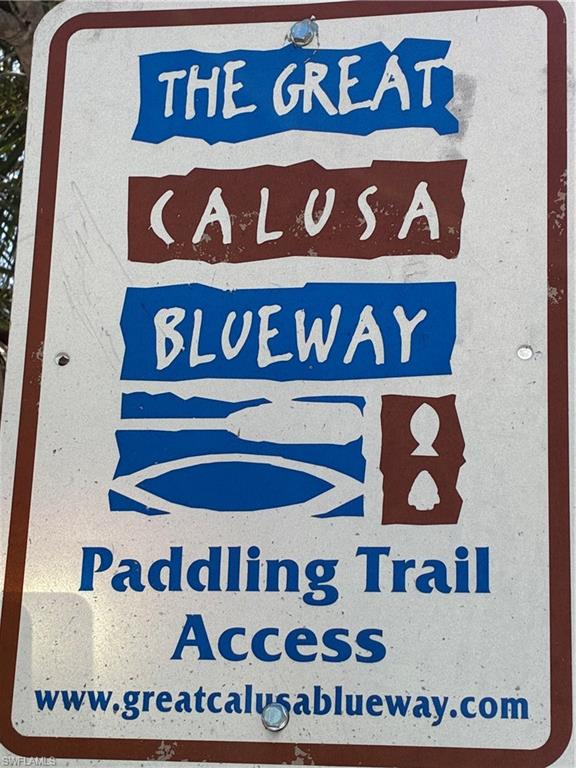 THE GREAT
CALUSA
BLUEWAY
Paddling Trail
Access
www.greatcalusablueway.com
SWFLAMLS